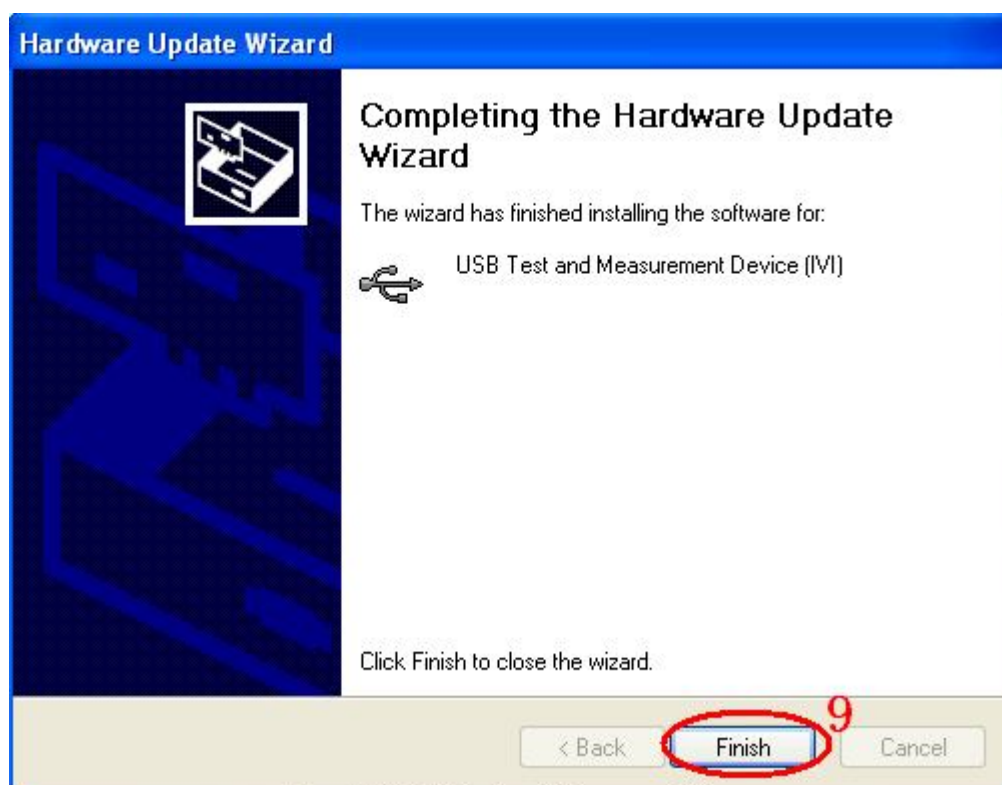 Hardware Update Wizard
Completing the Hardware Update
Wizard
The wizard has finished installing the software for:
USB Test and Measurement Device (IVI)
Click Finish to close the wizard.
9
< Back Finish Cancel